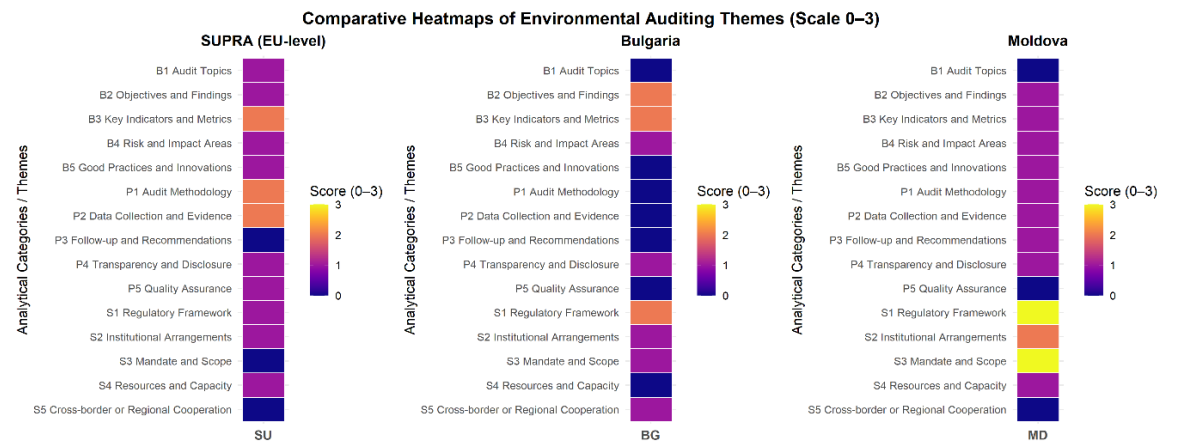 Comparative Heatmaps of Environmental Auditing Themes (Scale 0–3)
SUPRA (EU-level)
Analytical Categories / Themes
B1 Audit Topics
B2 Objectives and Findings
B3 Key Indicators and Metrics
B4 Risk and Impact Areas
B5 Good Practices and Innovations
P1 Audit Methodology
P2 Data Collection and Evidence
P3 Follow-up and Recommendations
P4 Transparency and Disclosure
P5 Quality Assurance
S1 Regulatory Framework
S2 Institutional Arrangements
S3 Mandate and Scope
S4 Resources and Capacity
S5 Cross-border or Regional Cooperation
SU
Score (0–3)
3
2
1
0
Bulgaria
Analytical Categories / Themes
B1 Audit Topics
B2 Objectives and Findings
B3 Key Indicators and Metrics
B4 Risk and Impact Areas
B5 Good Practices and Innovations
P1 Audit Methodology
P2 Data Collection and Evidence
P3 Follow-up and Recommendations
P4 Transparency and Disclosure
P5 Quality Assurance
S1 Regulatory Framework
S2 Institutional Arrangements
S3 Mandate and Scope
S4 Resources and Capacity
S5 Cross-border or Regional Cooperation
BG
Score (0–3)
3
2
1
0
Moldova
Analytical Categories / Themes
B1 Audit Topics
B2 Objectives and Findings
B3 Key Indicators and Metrics
B4 Risk and Impact Areas
B5 Good Practices and Innovations
P1 Audit Methodology
P2 Data Collection and Evidence
P3 Follow-up and Recommendations
P4 Transparency and Disclosure
P5 Quality Assurance
S1 Regulatory Framework
S2 Institutional Arrangements
S3 Mandate and Scope
S4 Resources and Capacity
S5 Cross-border or Regional Cooperation
MD
Score (0–3)
3
2
1
0